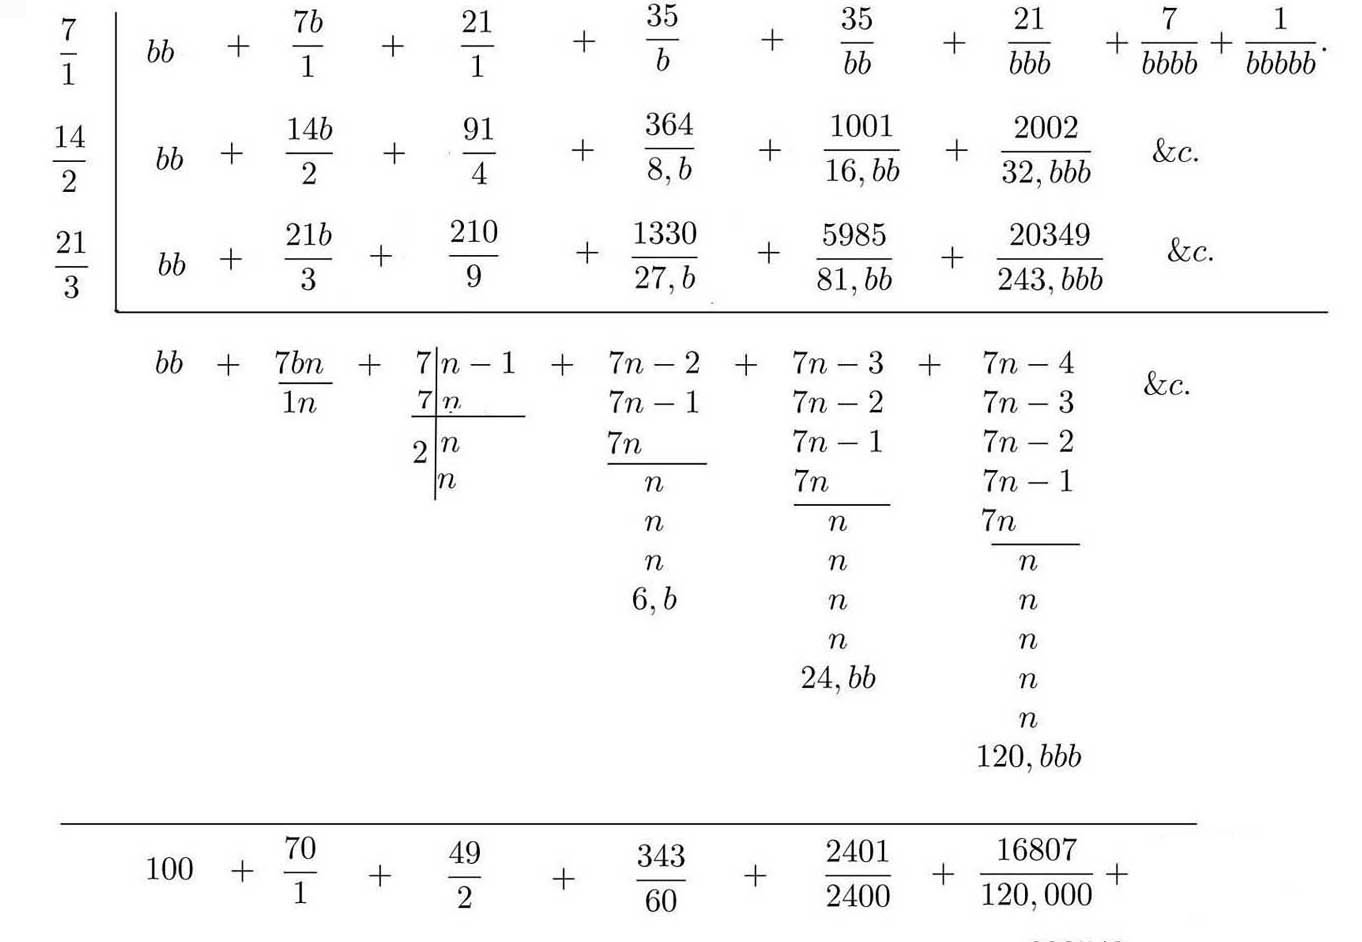 7/1 | bb + 7b/1 + 21/1 + 35/b + 35/bb + 21/bbb + 7/bbbb + 1/bbbbb.
14/2 | bb + 14b/2 + 91/4 + 364/8, b + 1001/16, bb + 2002/32, bbb &c.
21/3 | bb + 21b/3 + 210/9 + 1330/27, b + 5985/81, bb + 20349/243, bbb &c.
bb + 7bn + 7|n − 1 + 7n − 2 + 7n − 3 + 7n − 4 &c.
1n 7|n 7n − 1 7n − 2 7n − 3
2|n 7n 7n − 1 7n − 2
n n 7n 7n − 1
n n 7n
n n n
6, b n n
n n
24, bb n
n
120, bbb
100 + 70/1 + 49/2 + 343/60 + 2401/2400 + 16807/120, 000 +